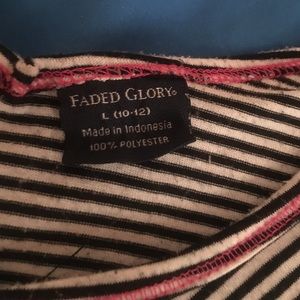 FADED GLORY®
L (10-12)
Made in Indonesia
100% POLYESTER